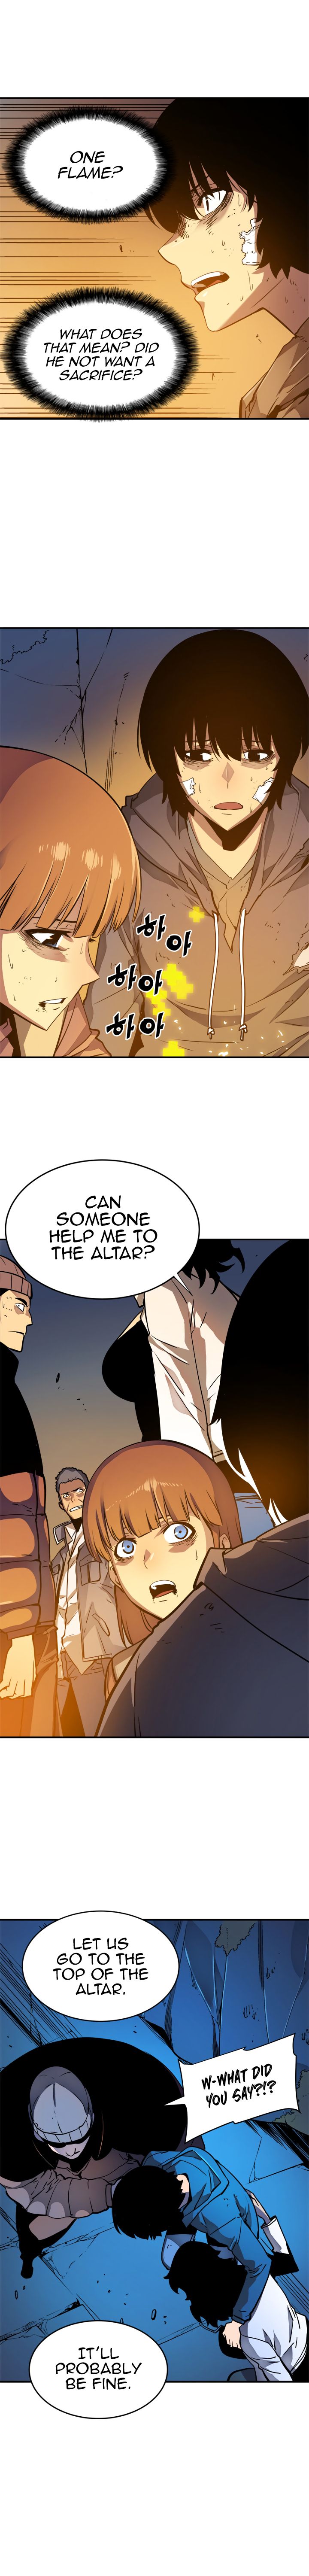 ONE
FLAME?
WHAT DOES
THAT MEAN? DID
HE NOT WANT A
SACRIFICE?
하아
하아
하아
CAN
SOMEONE
HELP ME TO
THE ALTAR?
LET US
GO TO THE
TOP OF THE
ALTAR.
W-WHAT DID
YOU SAY?!?
IT'LL
PROBABLY
BE FINE.